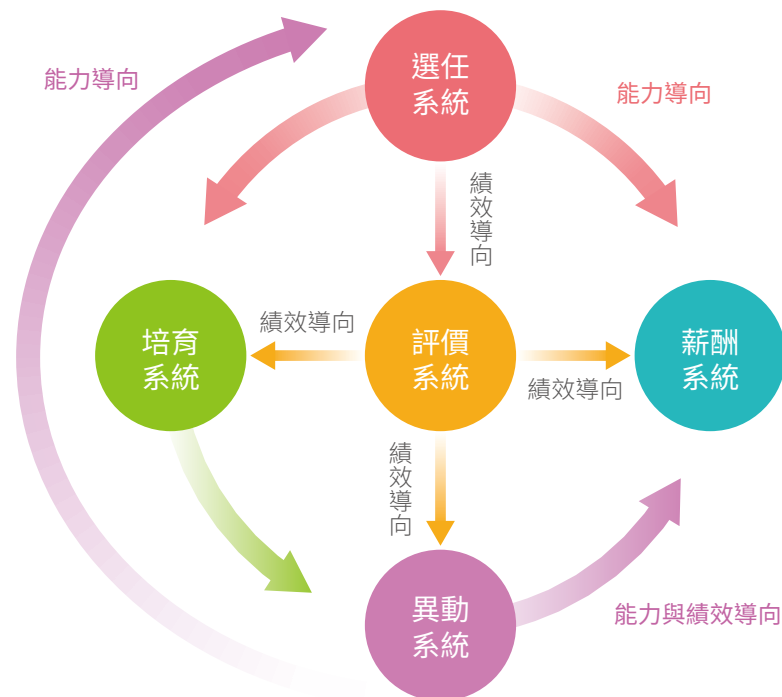 選任
系統
能力導向
能力導向
績效導向
績效導向
培育
系統
評價
系統
薪酬
系統
績效導向
績效導向
異動
系統
能力與績效導向